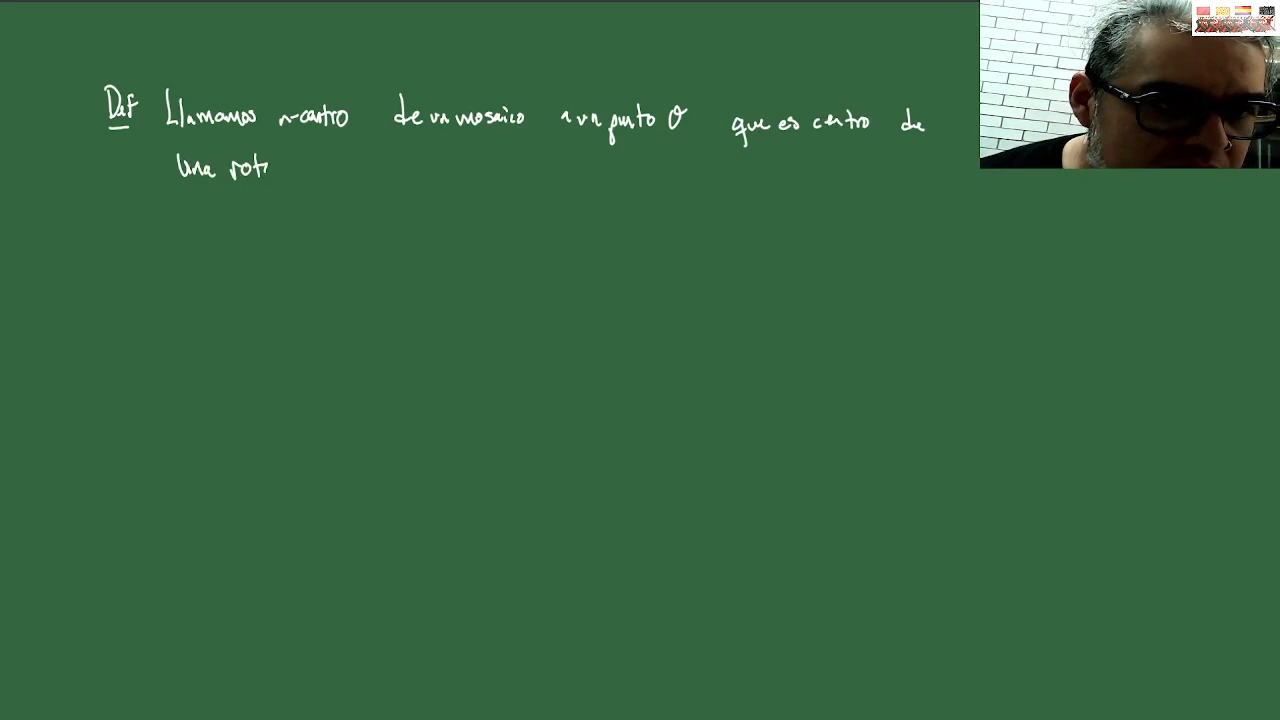 Def Llamamos n-centro de un mosaico a un punto O que es centro de
una rot